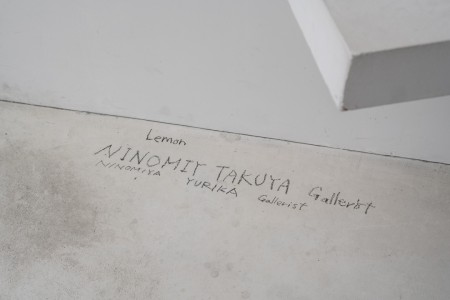 Lemon
NINOMIY TAKUYA Gallerist
NINOMIYA YURIKA Gallerist